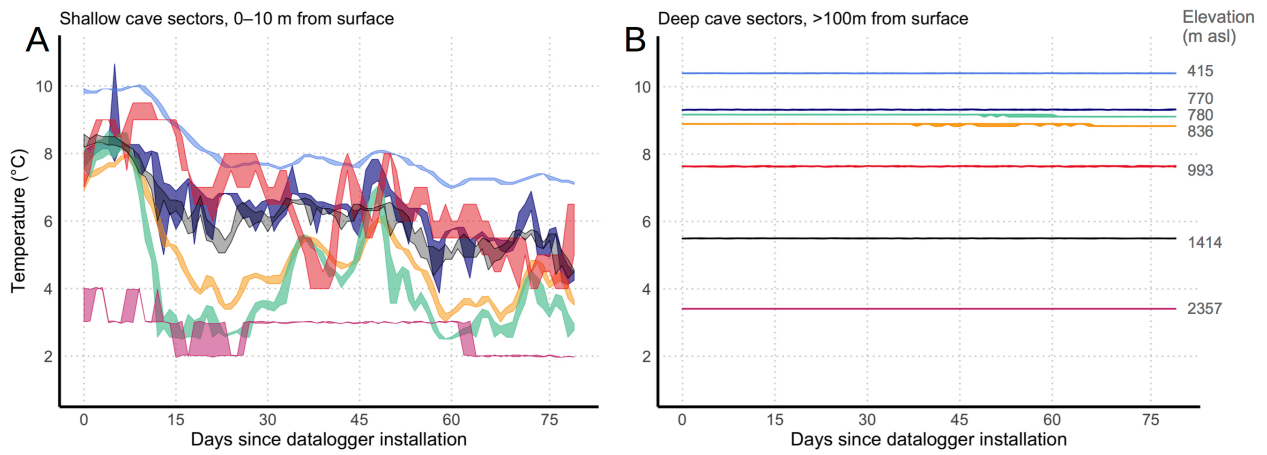 A
Shallow cave sectors, 0–10 m from surface
Temperature (°C)
10
8
6
4
2
0 15 30 45 60 75
Days since datalogger installation
B
Deep cave sectors, >100m from surface
10
8
6
4
2
0 15 30 45 60 75
Days since datalogger installation
Elevation
(m asl)
415
770
780
836
993
1414
2357